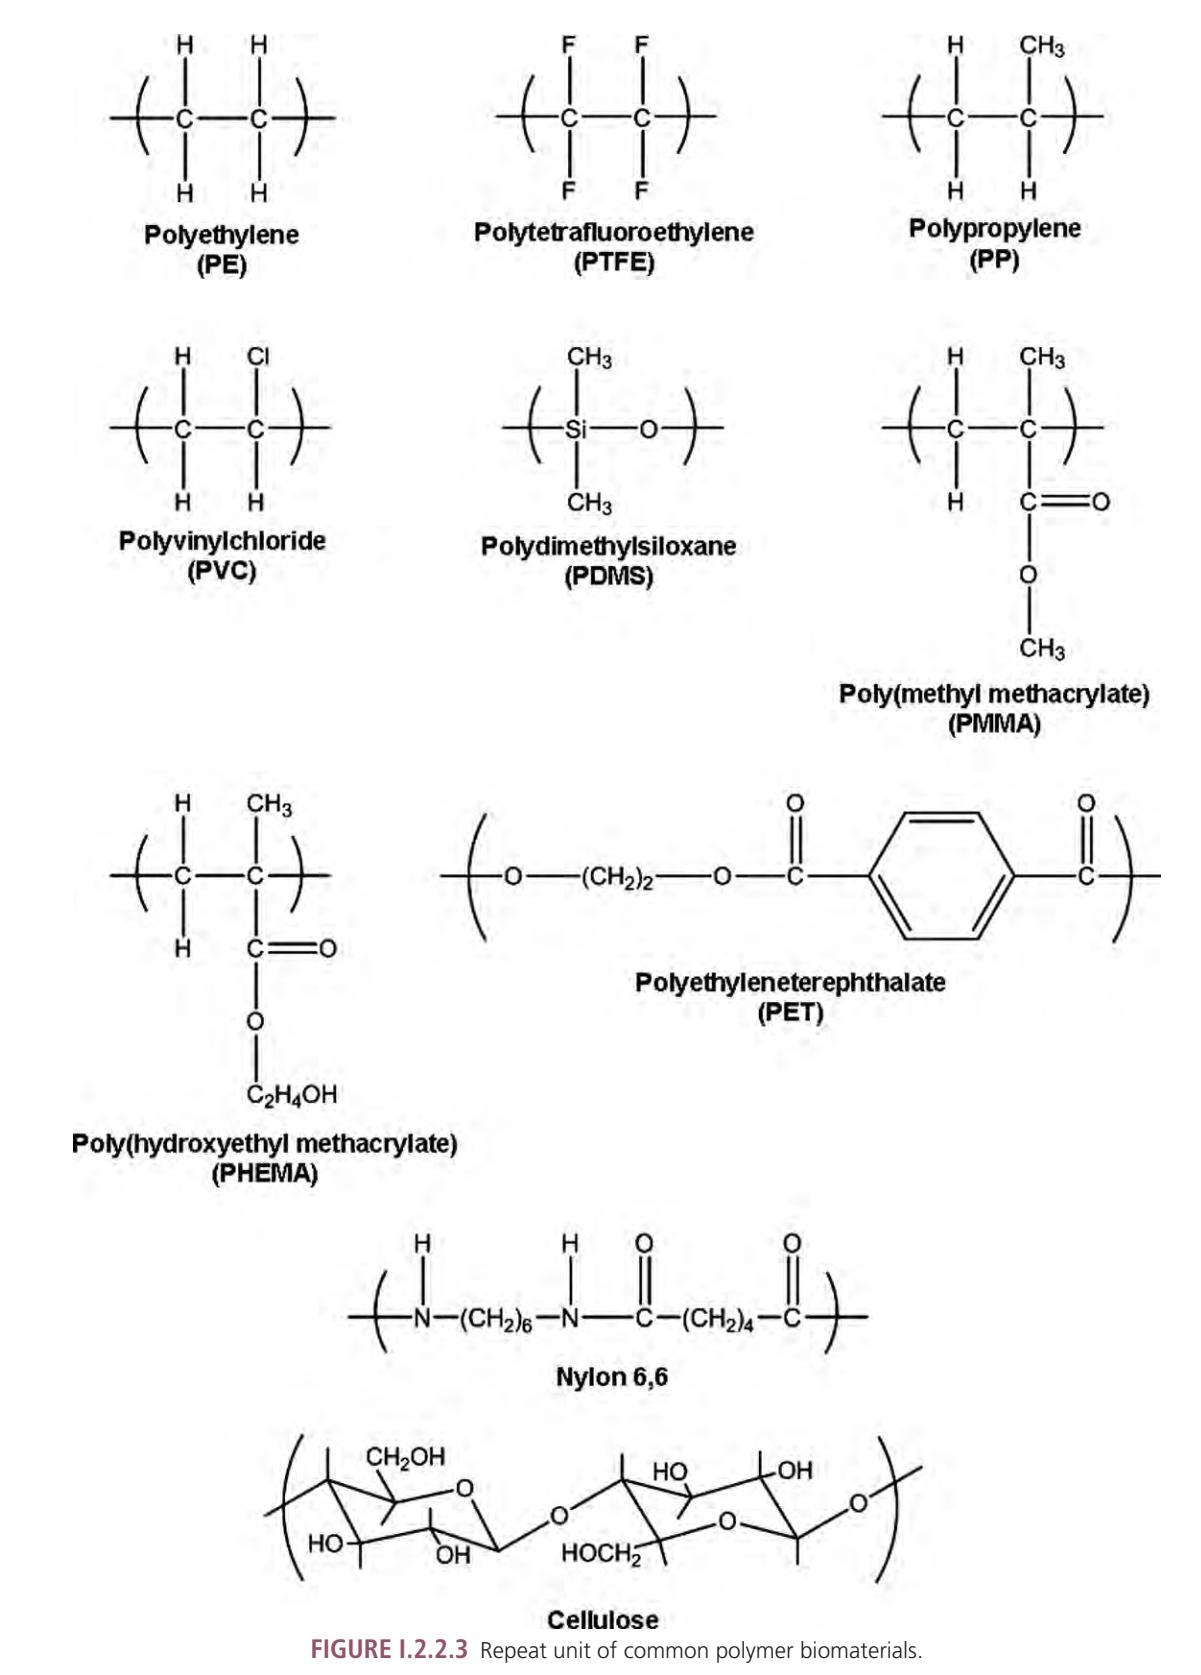 H H
C C
H H
Polyethylene
(PE)
F F
C C
F F
Polytetrafluoroethylene
(PTFE)
H CH₃
C C
H H
Polypropylene
(PP)
H Cl
C C
H H
Polyvinylchloride
(PVC)
CH₃
Si O
CH₃
Polydimethylsiloxane
(PDMS)
H CH₃
C C
H C O
O
CH₃
Poly(methyl methacrylate)
(PMMA)
H CH₃
C C
H C O
O
C₂H₄OH
Poly(hydroxyethyl methacrylate)
(PHEMA)
O O
O (CH₂)₂ O C C
Polyethyleneterephthalate
(PET)
H H O O
N (CH₂)₆ N C (CH₂)₄ C
Nylon 6,6
CH₂OH HO OH
O O O O
HO OH HOCH₂
Cellulose
FIGURE I.2.2.3 Repeat unit of common polymer biomaterials.